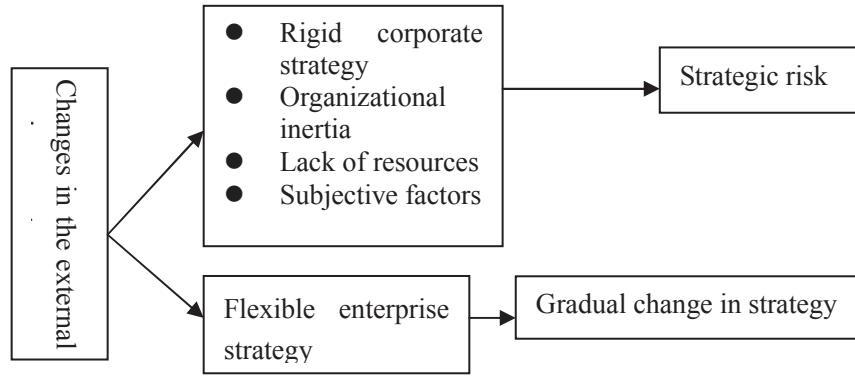 Changes in the external
Rigid corporate
strategy
Organizational
inertia
Lack of resources
Subjective factors
Strategic risk
Flexible enterprise
strategy
Gradual change in strategy